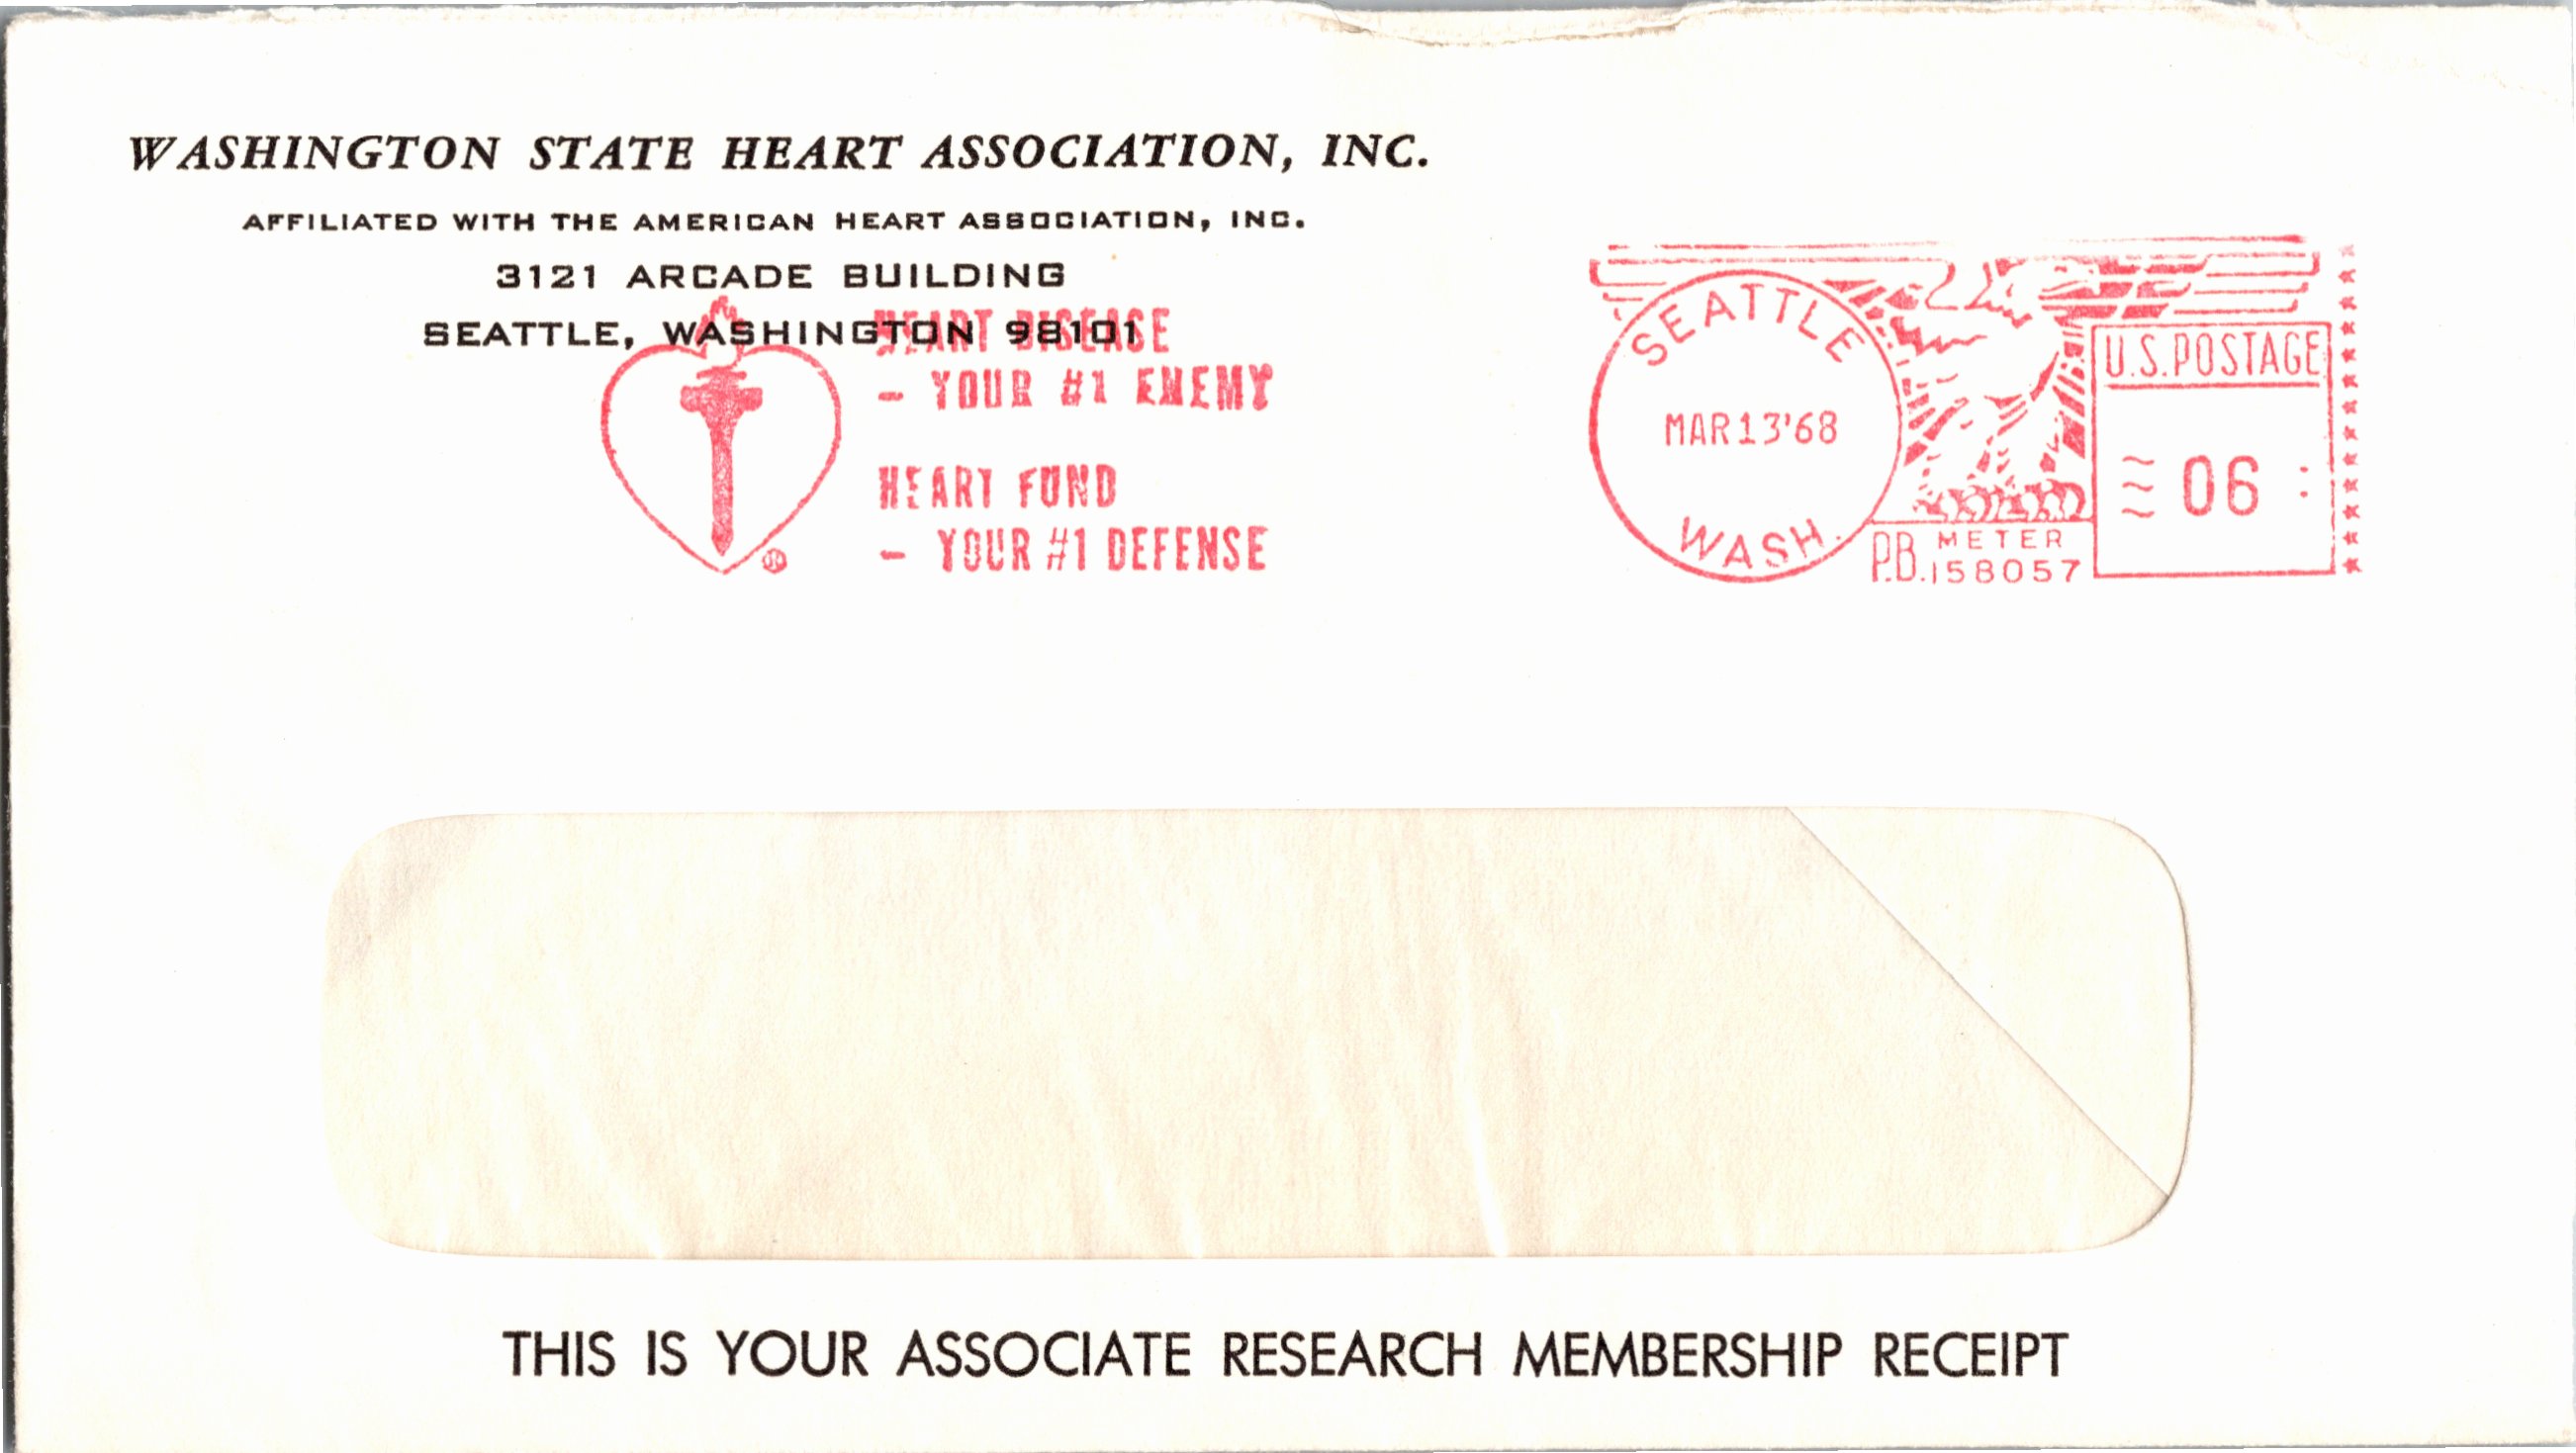 WASHINGTON STATE HEART ASSOCIATION, INC.
AFFILIATED WITH THE AMERICAN HEART ASSOCIATION, INC.
3121 ARCADE BUILDING
SEATTLE, WASHINGTON 98101
HEART DISEASE
- YOUR #1 ENEMY
HEART FUND
- YOUR #1 DEFENSE
SEATTLE
MAR 13'68
WASH.
P.B. METER
158057
U.S. POSTAGE
06
THIS IS YOUR ASSOCIATE RESEARCH MEMBERSHIP RECEIPT